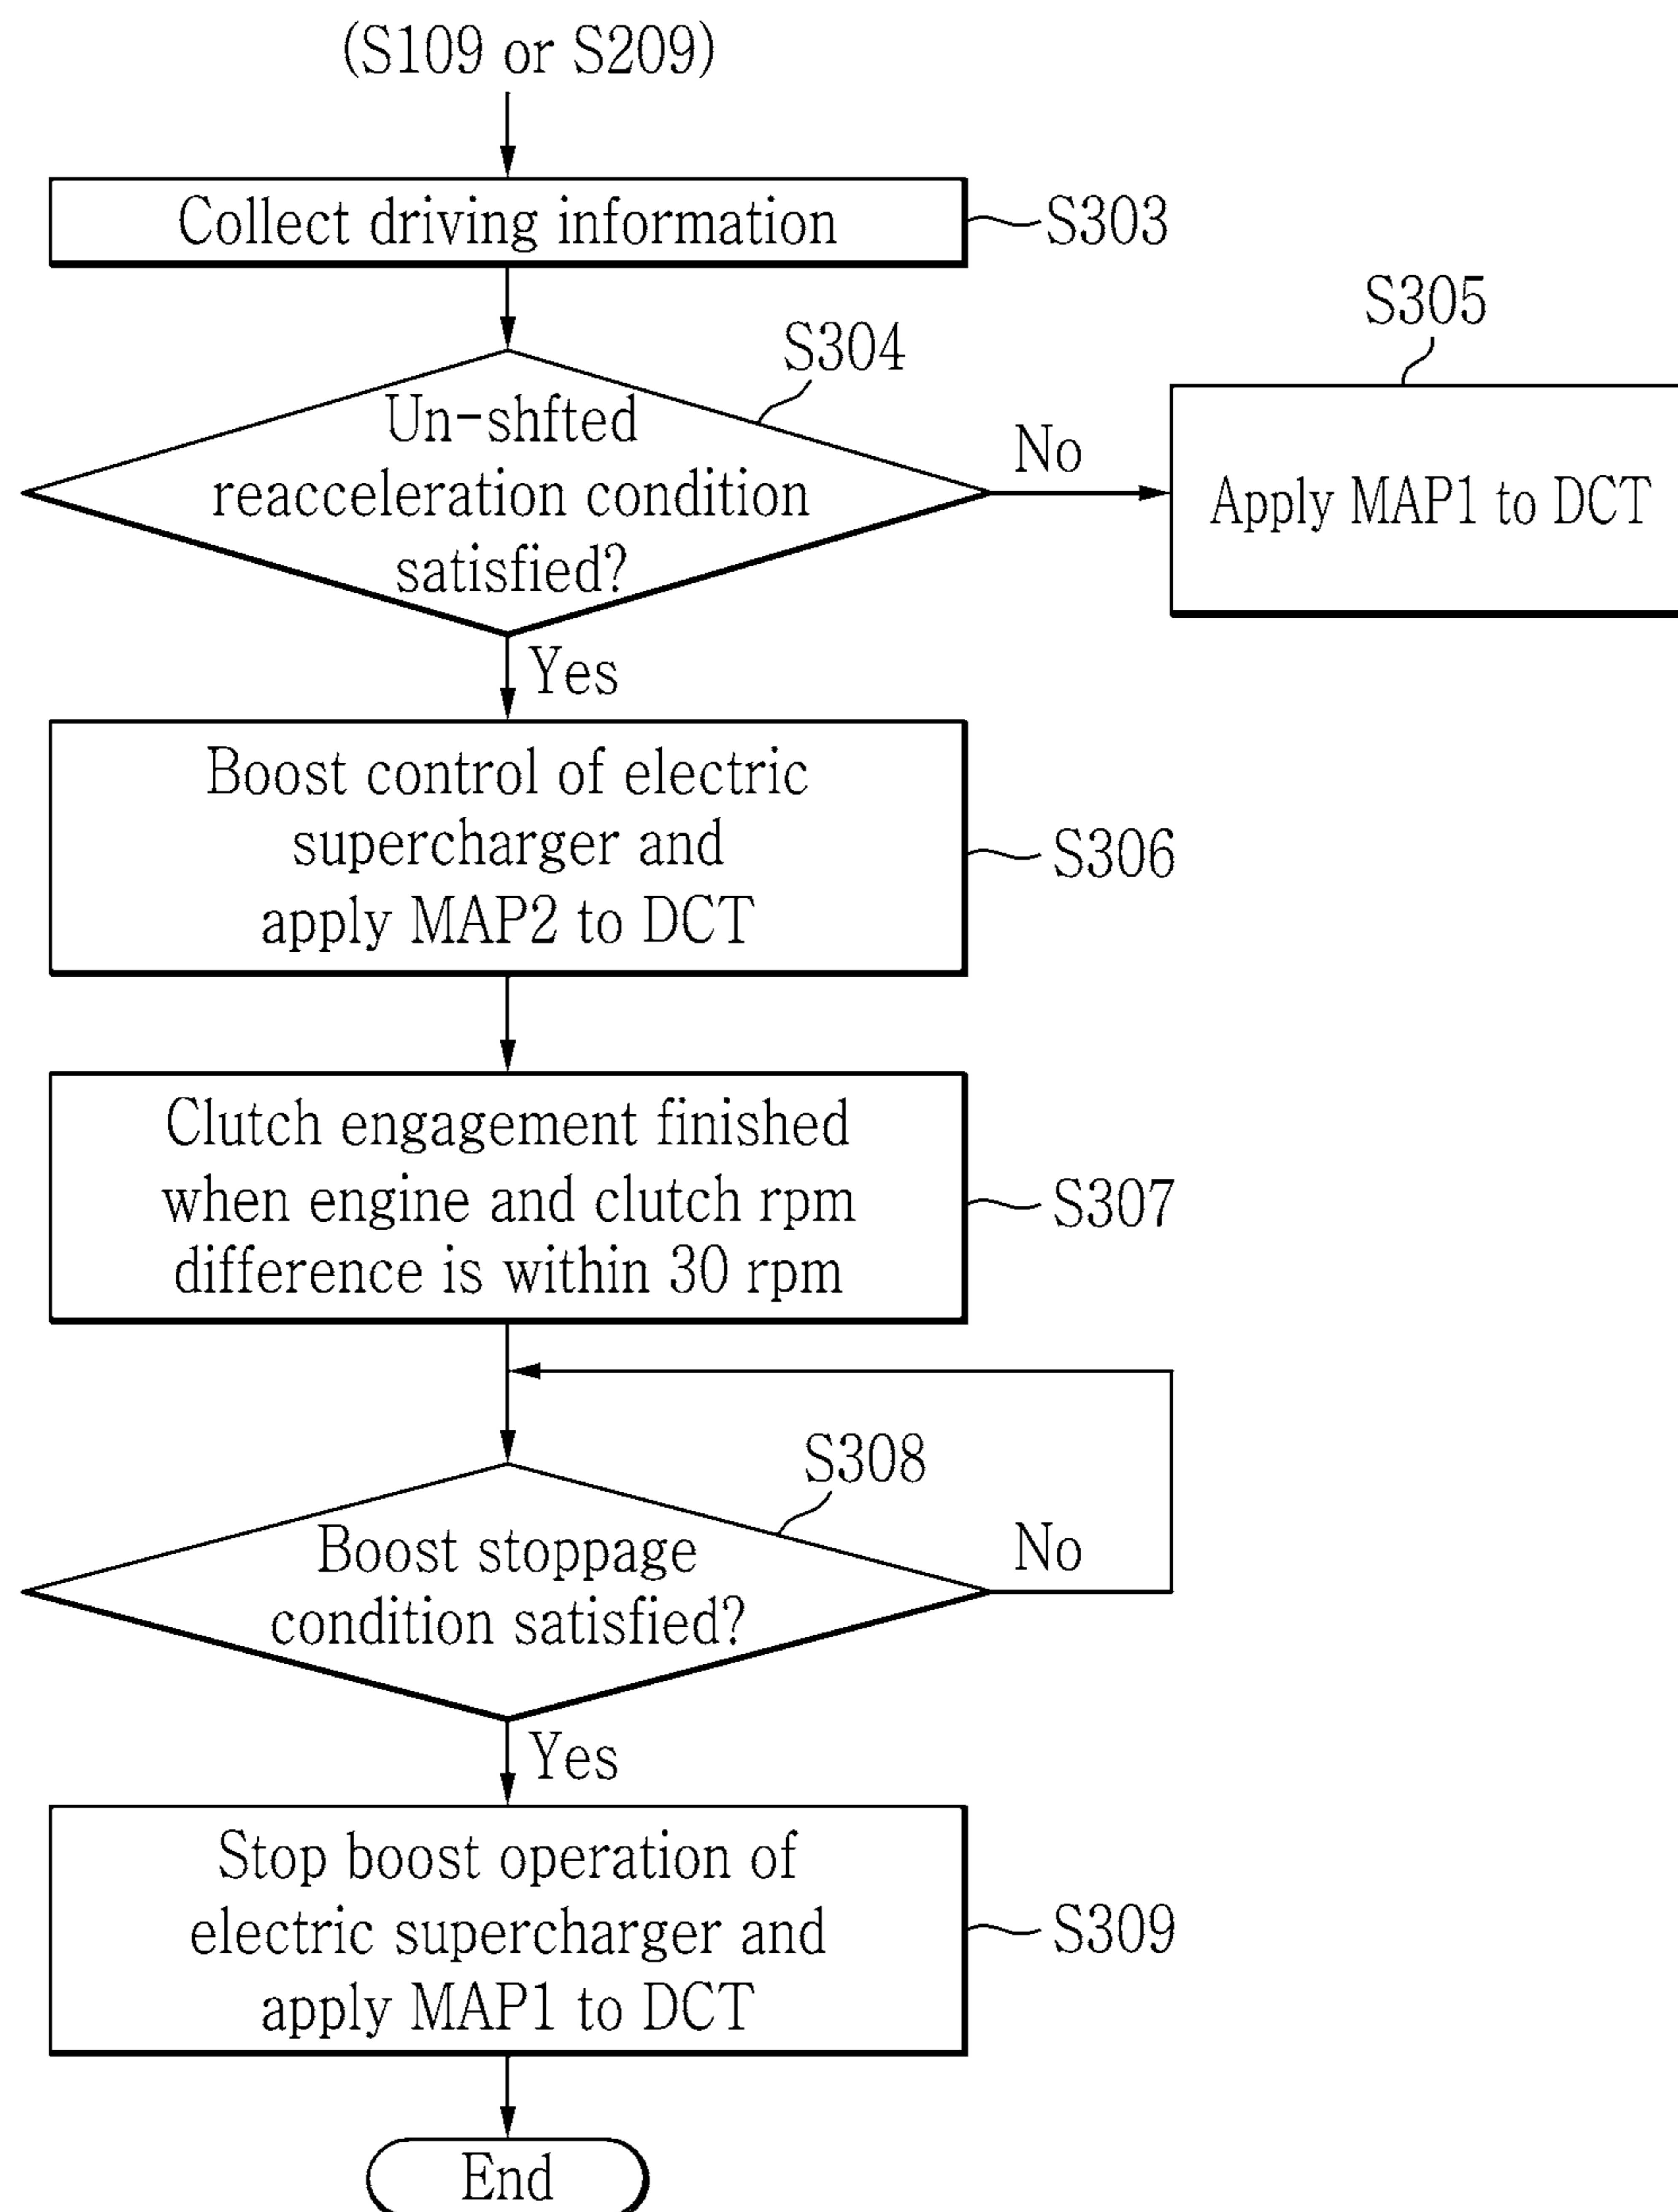 (S109 or S209)
Collect driving information
S303
S304
Un-shfted
reacceleration condition
satisfied?
No
S305
Apply MAP1 to DCT
Yes
Boost control of electric
supercharger and
apply MAP2 to DCT
S306
Clutch engagement finished
when engine and clutch rpm
difference is within 30 rpm
S307
S308
Boost stoppage
condition satisfied?
No
Yes
Stop boost operation of
electric supercharger and
apply MAP1 to DCT
S309
End